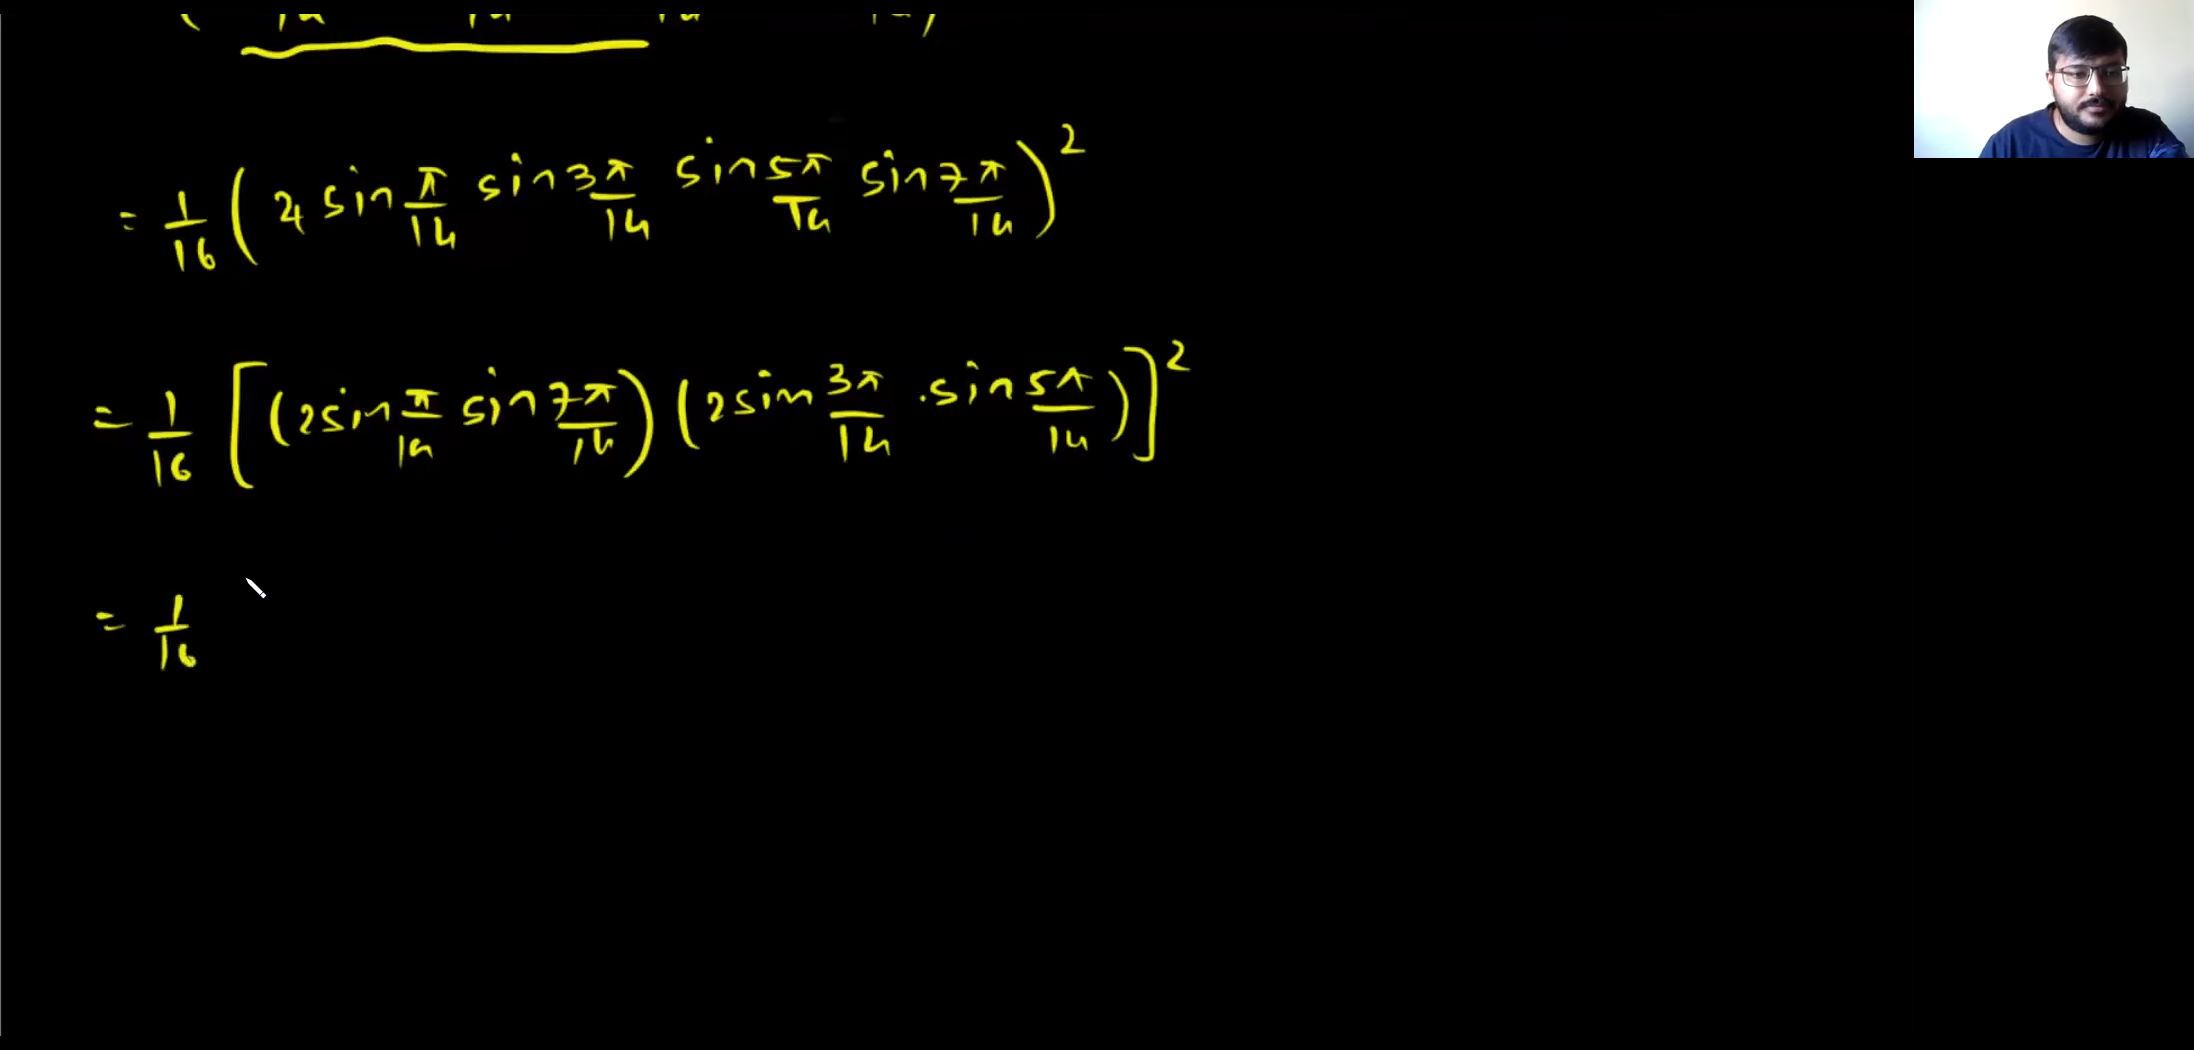 = 1/16 ( 4 sin π/14 sin 3π/14 sin 5π/14 sin 7π/14 )²
= 1/16 [ ( 2 sin π/14 sin 7π/14 ) ( 2 sin 3π/14 . sin 5π/14 ) ]²
= 1/16